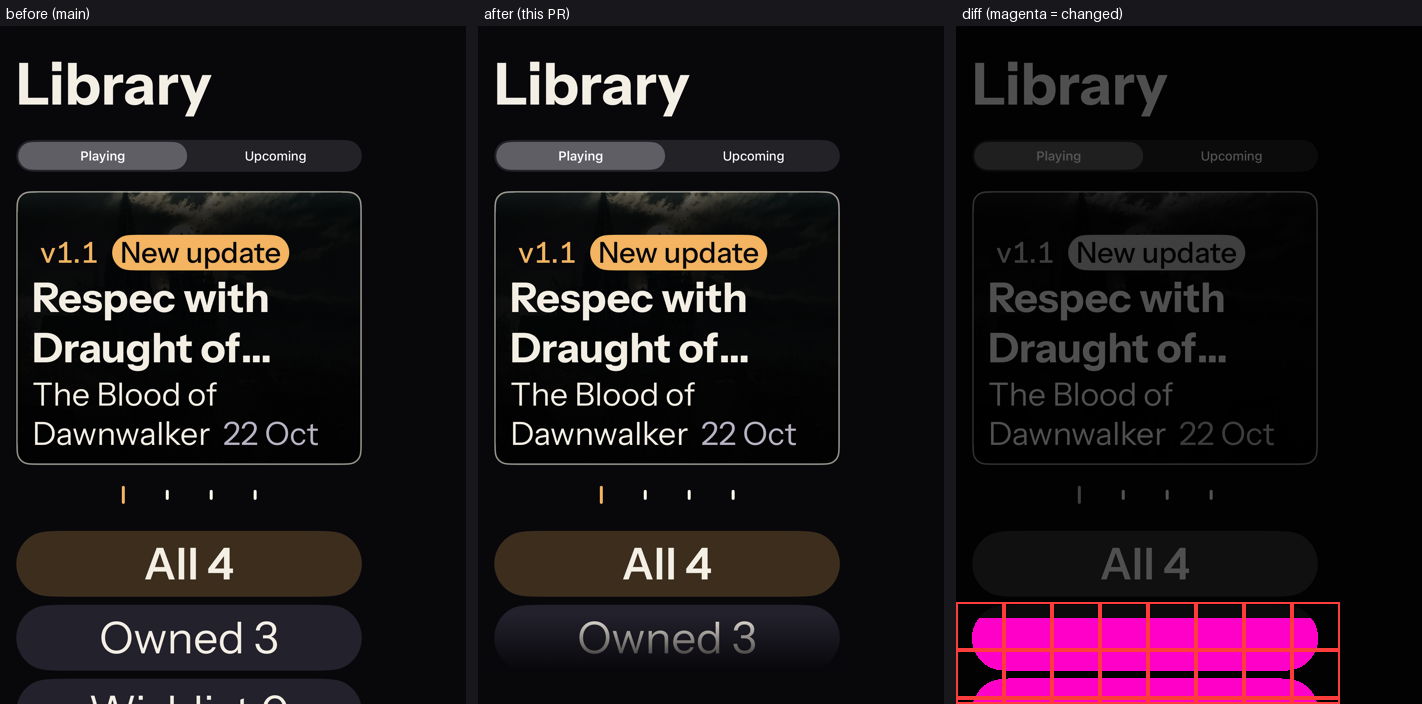 before (main)
Library
Playing
Upcoming
v1.1 New update
Respec with
Draught of...
The Blood of
Dawnwalker 22 Oct
All 4
Owned 3
after (this PR)
Library
Playing
Upcoming
v1.1 New update
Respec with
Draught of...
The Blood of
Dawnwalker 22 Oct
All 4
Owned 3
diff (magenta = changed)
Library
Playing
Upcoming
v1.1 New update
Respec with
Draught of...
The Blood of
Dawnwalker 22 Oct
All 4